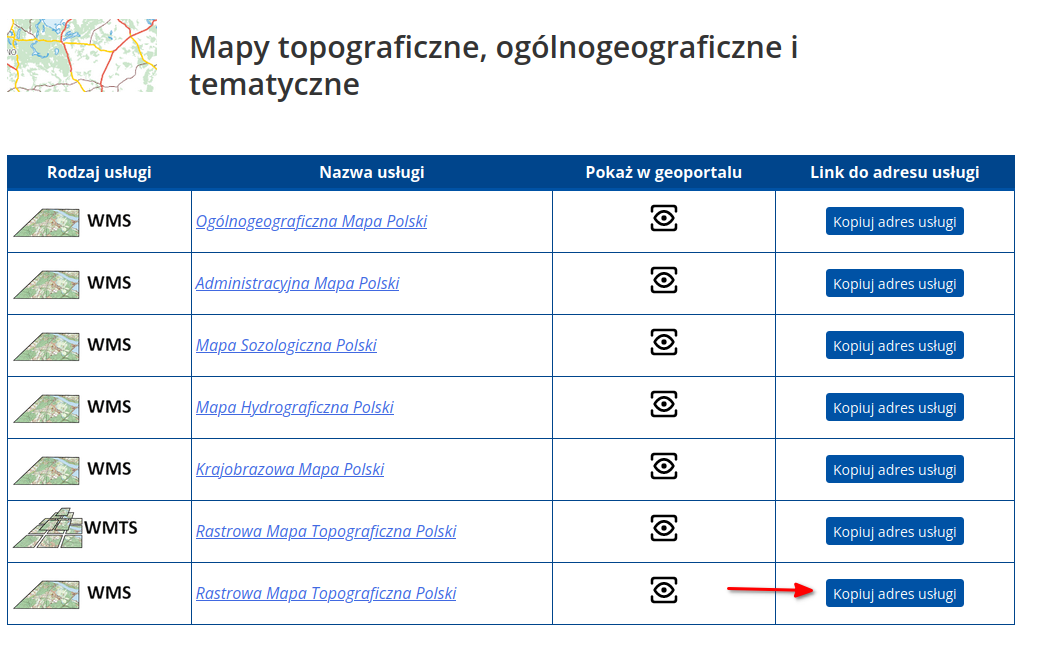 Mapy topograficzne, ogólnogeograficzne i
tematyczne
Rodzaj usługi Nazwa usługi Pokaż w geoportalu Link do adresu usługi
WMS Ogólnogeograficzna Mapa Polski Kopiuj adres usługi
WMS Administracyjna Mapa Polski Kopiuj adres usługi
WMS Mapa Sozologiczna Polski Kopiuj adres usługi
WMS Mapa Hydrograficzna Polski Kopiuj adres usługi
WMS Krajobrazowa Mapa Polski Kopiuj adres usługi
WMTS Rastrowa Mapa Topograficzna Polski Kopiuj adres usługi
WMS Rastrowa Mapa Topograficzna Polski Kopiuj adres usługi